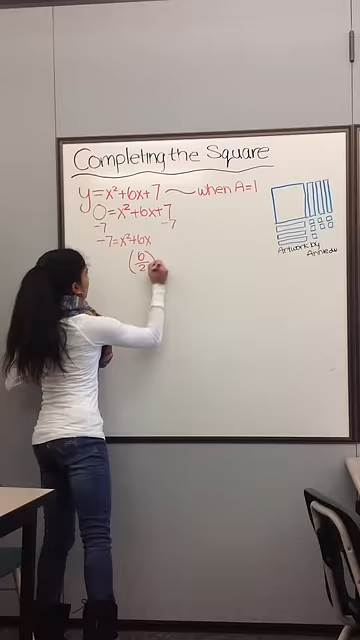 Completing the Square
y=x²+6x+7 — when A=1
0=x²+6x+7
-7 -7
-7=x²+6x
(6/2)
Artwork by